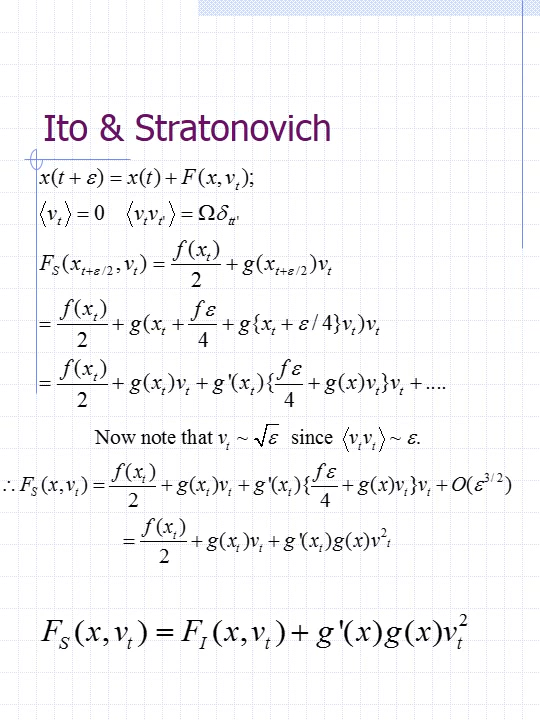 Ito & Stratonovich
x(t + ε) = x(t) + F(x, v_t);
⟨v_t⟩ = 0 ⟨v_t v_t'⟩ = Ωδ_tt'
F_S(x_{t+ε/2}, v_t) = f(x_t)/2 + g(x_{t+ε/2})v_t
= f(x_t)/2 + g(x_t + fε/4 + g{x_t + ε/4}v_t)v_t
= f(x_t)/2 + g(x_t)v_t + g'(x_t){fε/4 + g(x)v_t}v_t + ....
Now note that v_t ~ √ε since ⟨v_t v_t⟩ ~ ε.
∴ F_S(x, v_t) = f(x_t)/2 + g(x_t)v_t + g'(x_t){fε/4 + g(x)v_t}v_t + O(ε^{3/2})
= f(x_t)/2 + g(x_t)v_t + g'(x_t)g(x)v²_t
F_S(x, v_t) = F_I(x, v_t) + g'(x)g(x)v_t²